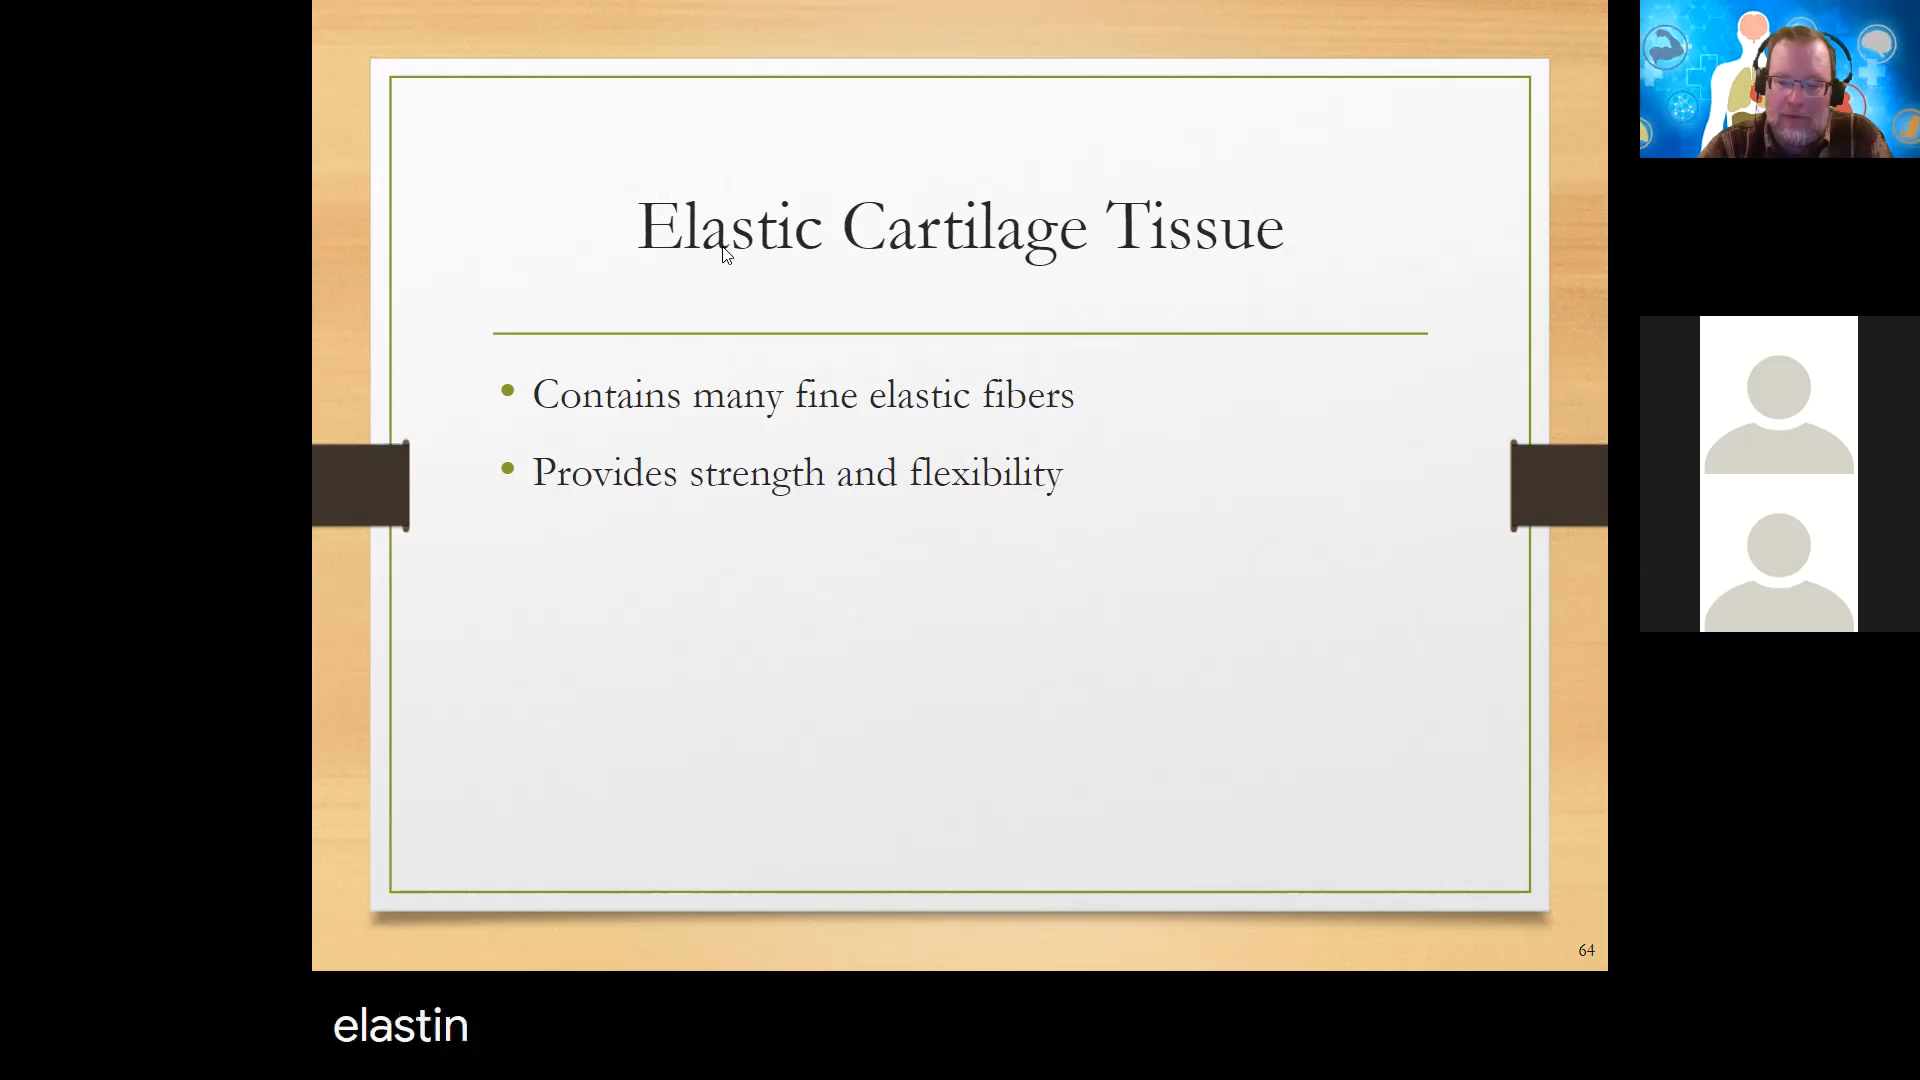 Elastic Cartilage Tissue
Contains many fine elastic fibers
Provides strength and flexibility
64
elastin